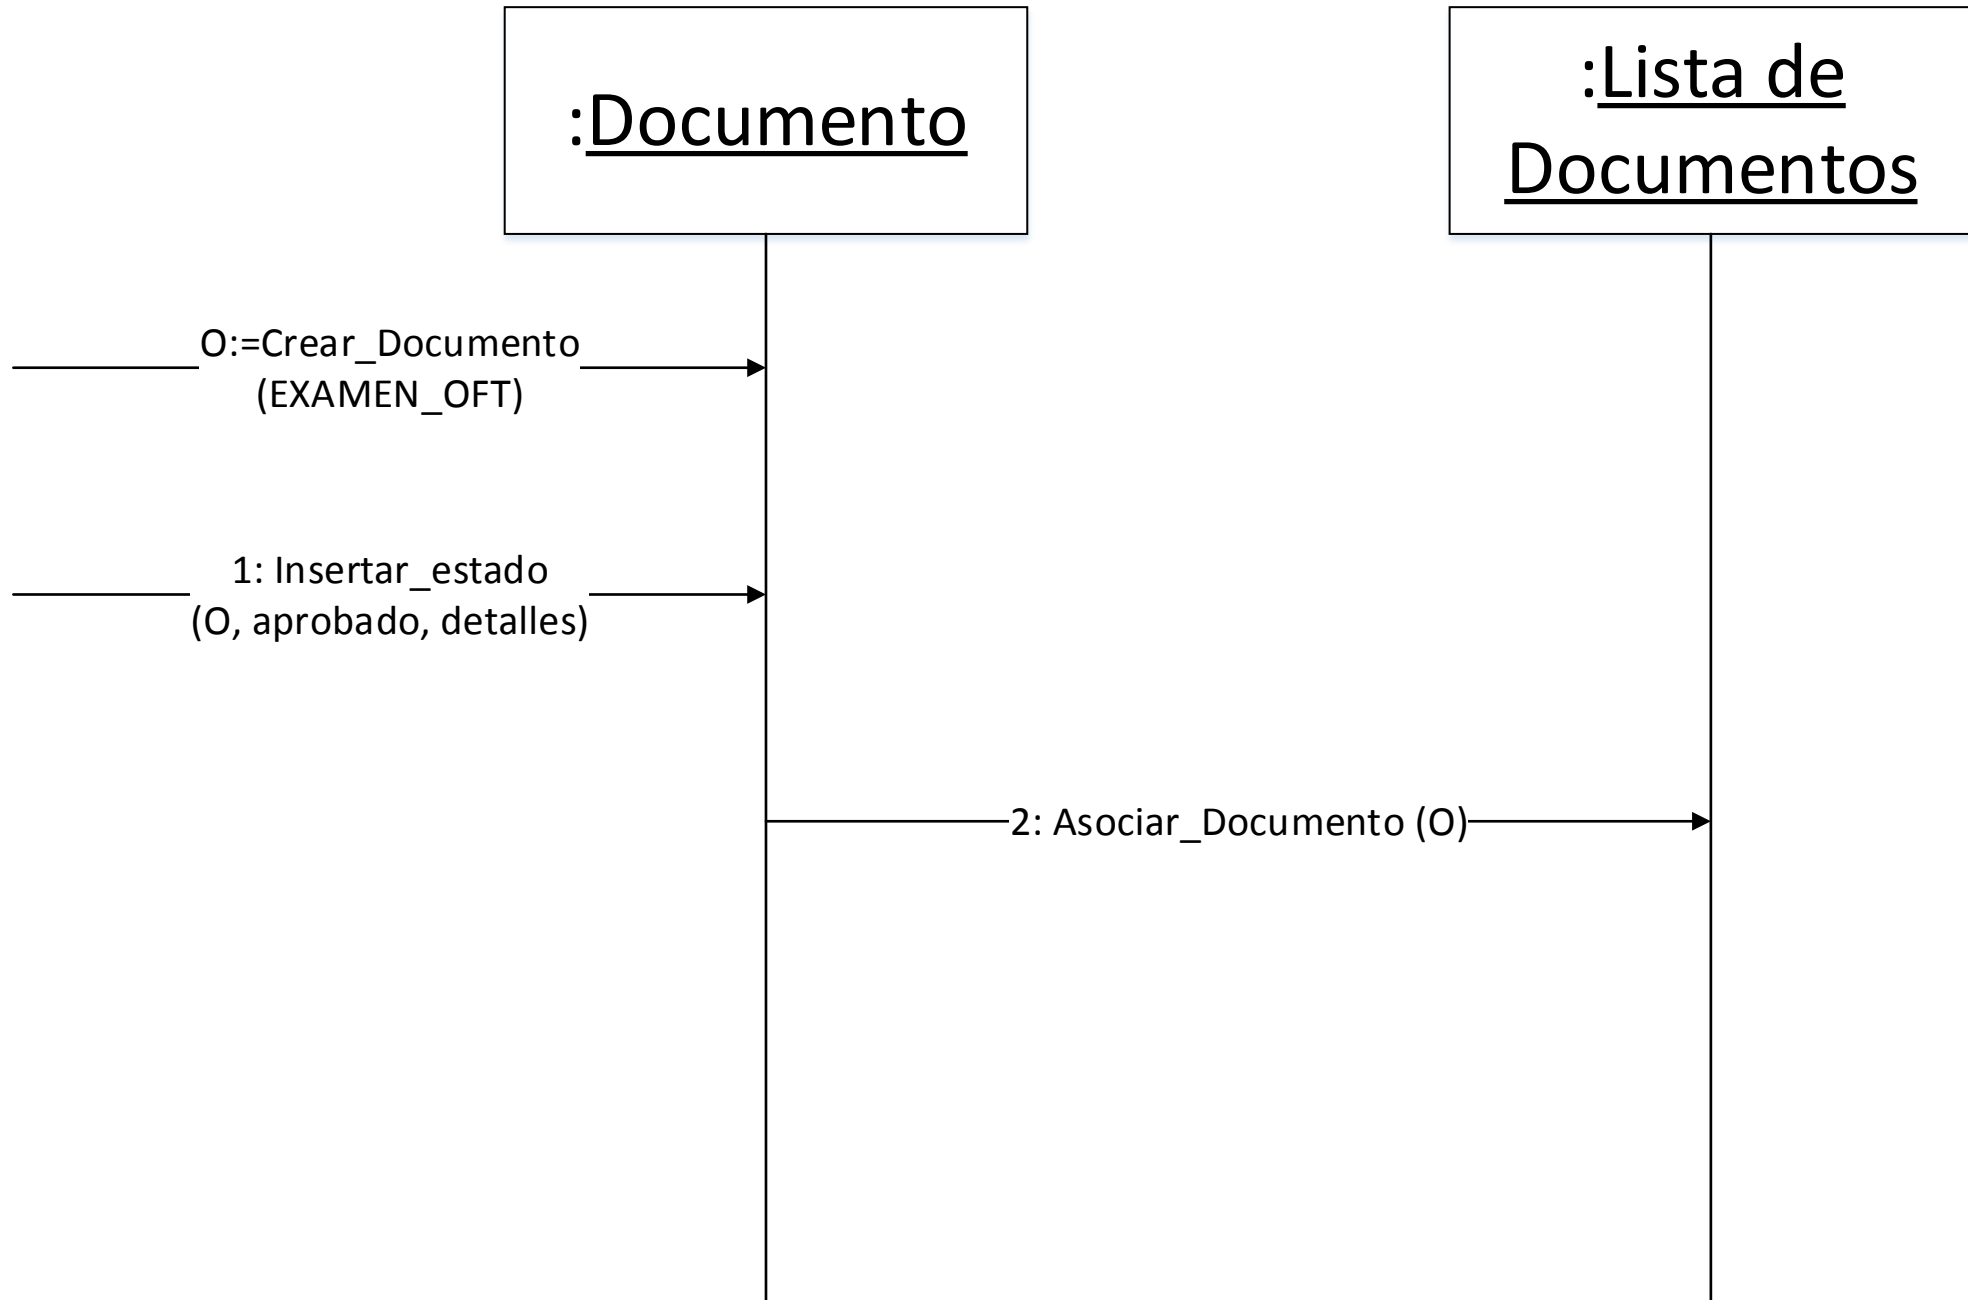 :Documento
:Lista de
Documentos
O:=Crear_Documento
(EXAMEN_OFT)
1: Insertar_estado
(O, aprobado, detalles)
2: Asociar_Documento (O)